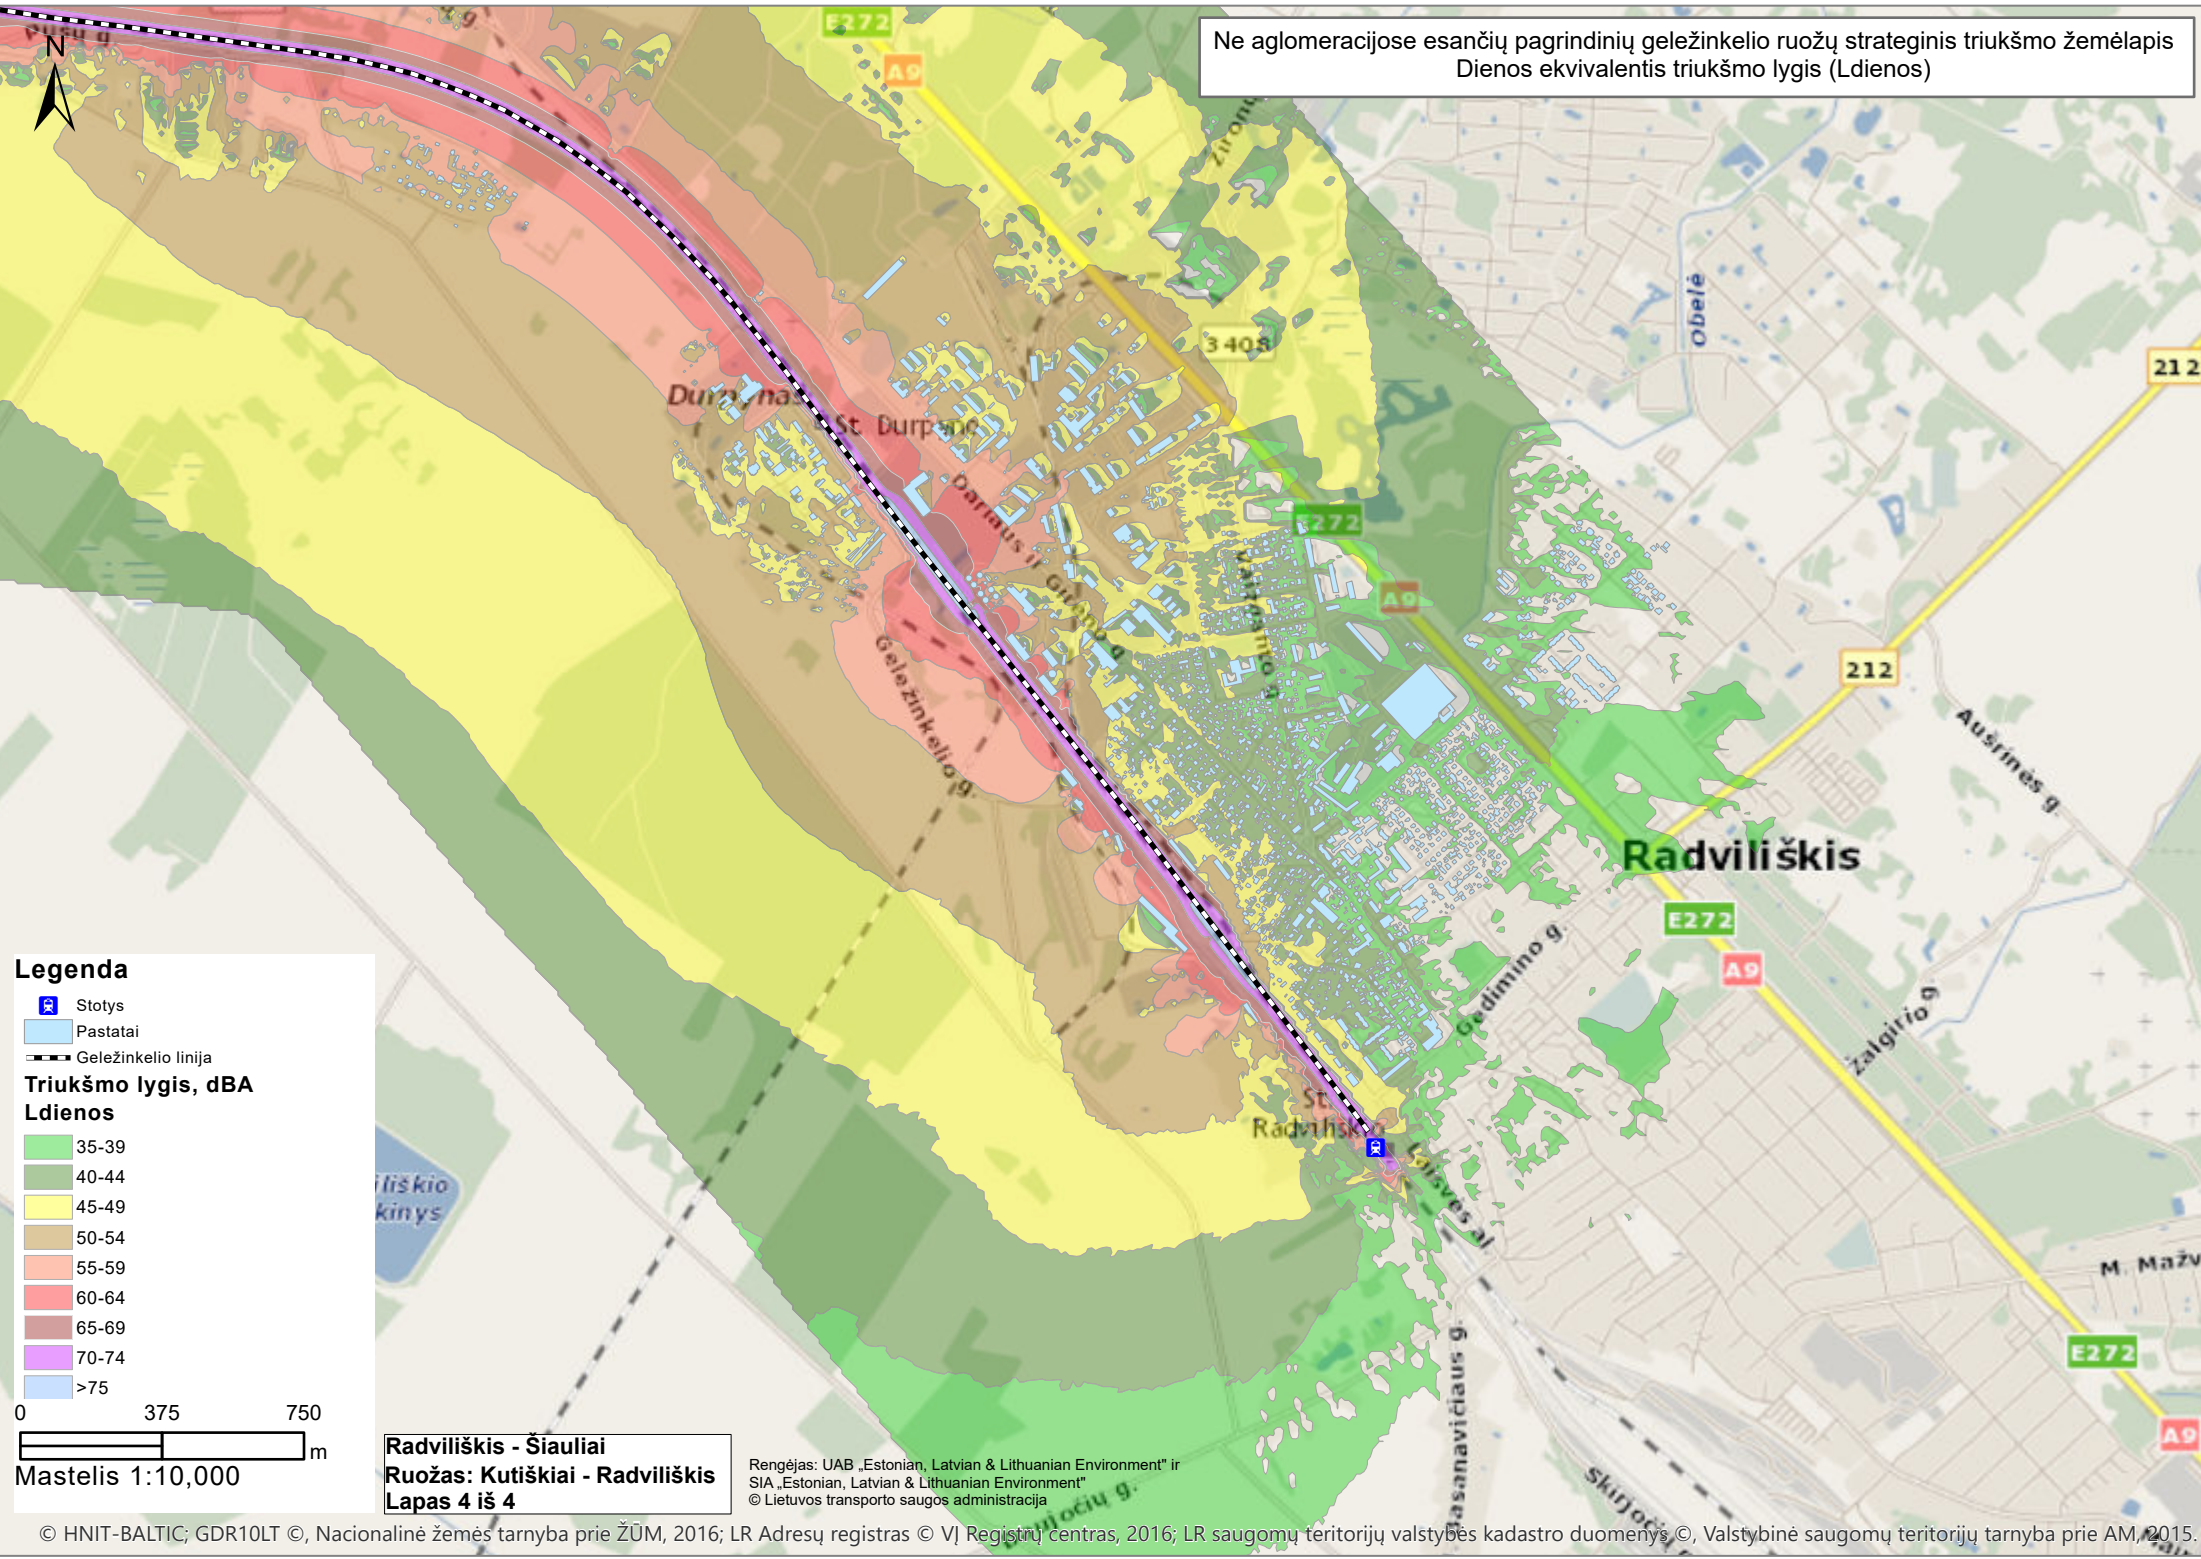 Ne aglomeracijose esančių pagrindinių geležinkelio ruožų strateginis triukšmo žemėlapis
Dienos ekvivalentis triukšmo lygis (Ldienos)
E272
A9
N
Obelė
3408
212
Durpynas
St. Durpyno
Dariaus ir Girėno g.
E272
Vaižganto g.
A9
Geležinkelio g.
212
Aušrinės g.
Radviliškis
E272
A9
Gedimino g.
Žalgirio g.
St.
Radviliškis
Laisvės al.
M. Mažv
E272
A9
Basanavičiaus g.
Legenda
Stotys
Pastatai
Geležinkelio linija
Triukšmo lygis, dBA
Ldienos
35-39
40-44
45-49
50-54
55-59
60-64
65-69
70-74
>75
0 375 750
m
Mastelis 1:10,000
iliškio
kinys
Radviliškis - Šiauliai
Ruožas: Kutiškiai - Radviliškis
Lapas 4 iš 4
Rengėjas: UAB „Estonian, Latvian & Lithuanian Environment" ir
SIA „Estonian, Latvian & Lithuanian Environment"
© Lietuvos transporto saugos administracija
© HNIT-BALTIC; GDR10LT ©, Nacionalinė žemės tarnyba prie ŽŪM, 2016; LR Adresų registras © VĮ Registrų centras, 2016; LR saugomų teritorijų valstybės kadastro duomenys ©, Valstybinė saugomų teritorijų tarnyba prie AM, 2015.